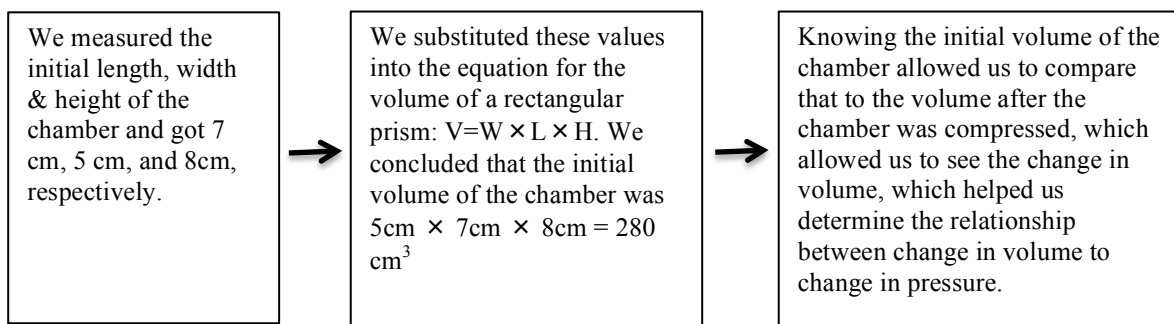 We measured the
initial length, width
& height of the
chamber and got 7
cm, 5 cm, and 8cm,
respectively.
We substituted these values
into the equation for the
volume of a rectangular
prism: V=W × L × H. We
concluded that the initial
volume of the chamber was
5cm × 7cm × 8cm = 280
cm³
Knowing the initial volume of the
chamber allowed us to compare
that to the volume after the
chamber was compressed, which
allowed us to see the change in
volume, which helped us
determine the relationship
between change in volume to
change in pressure.